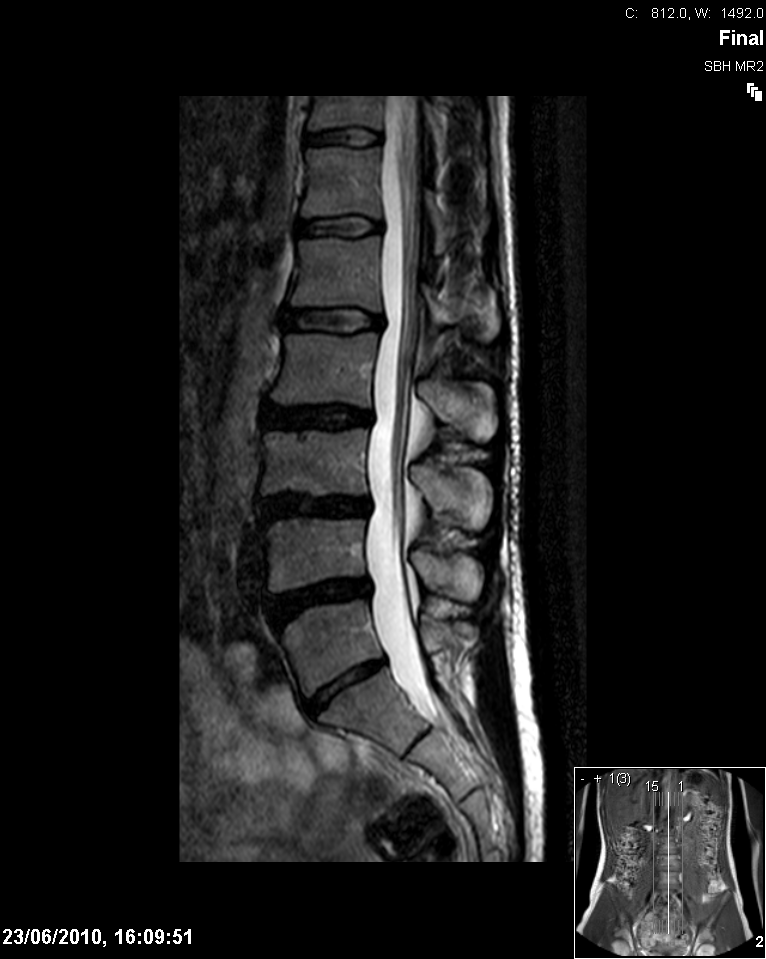 C: 812.0, W: 1492.0
Final
SBH MR2
- + 1(3)
15 1
23/06/2010, 16:09:51
2